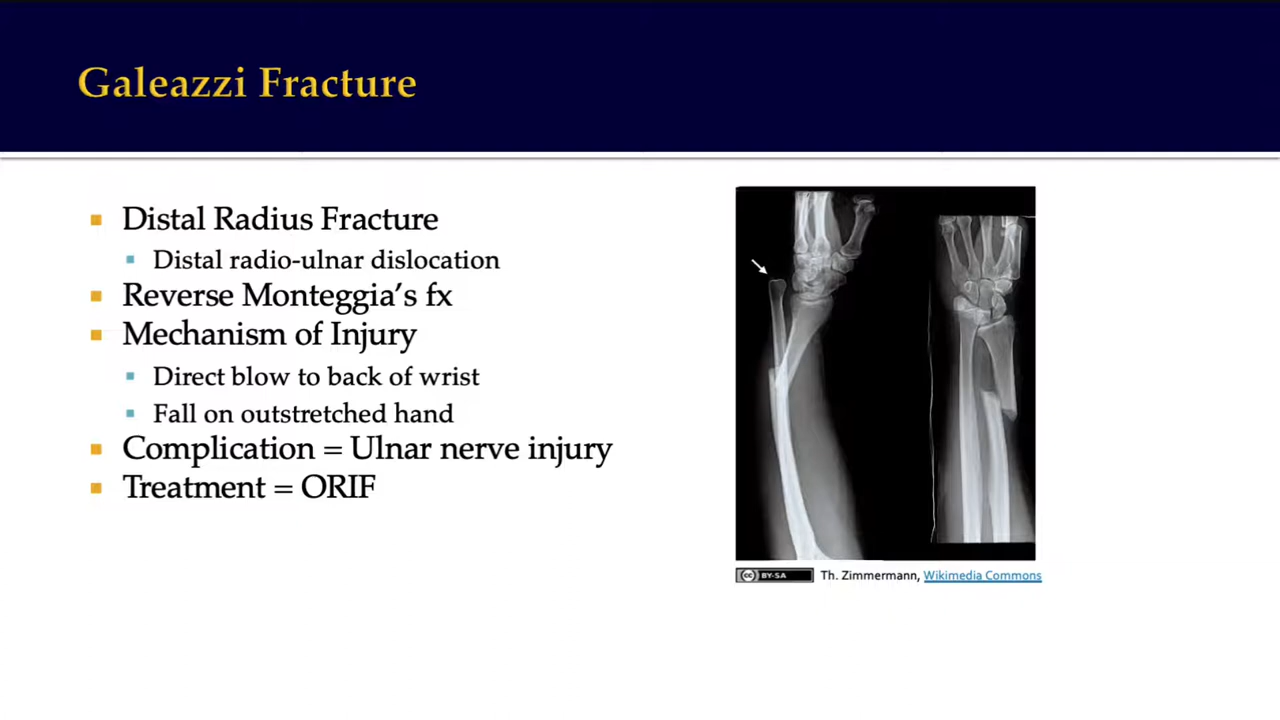 Galeazzi Fracture
Distal Radius Fracture
Distal radio-ulnar dislocation
Reverse Monteggia’s fx
Mechanism of Injury
Direct blow to back of wrist
Fall on outstretched hand
Complication = Ulnar nerve injury
Treatment = ORIF
cc BY-SA Th. Zimmermann, Wikimedia Commons